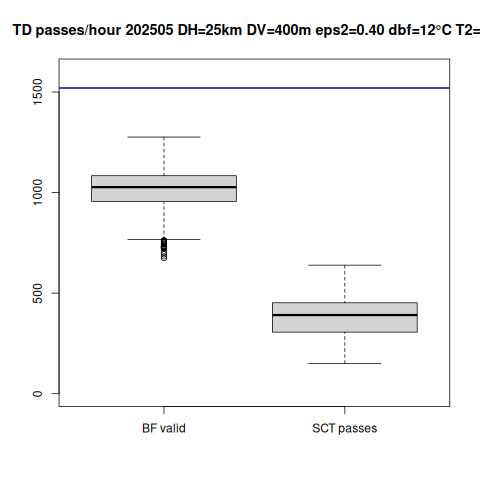 TD passes/hour 202505 DH=25km DV=400m eps2=0.40 dbf=12°C T2=
1500
1000
500
0
BF valid
SCT passes